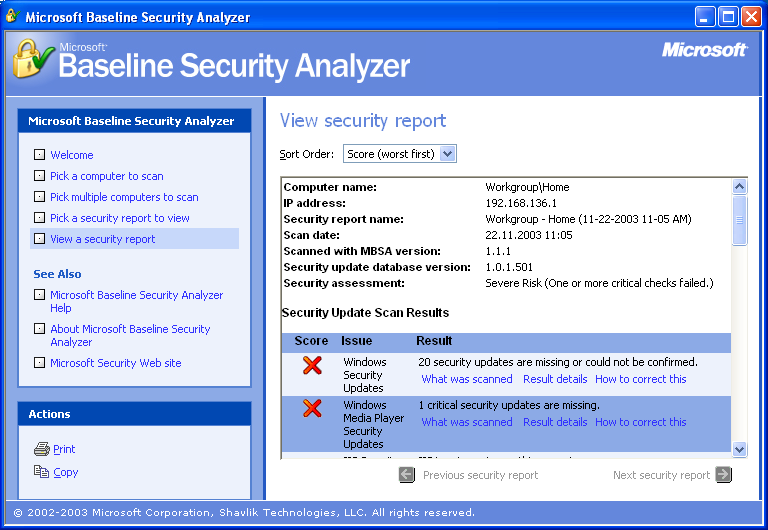 Microsoft Baseline Security Analyzer
Microsoft
Baseline Security Analyzer
Microsoft
Microsoft Baseline Security Analyzer
Welcome
Pick a computer to scan
Pick multiple computers to scan
Pick a security report to view
View a security report
See Also
Microsoft Baseline Security Analyzer
Help
About Microsoft Baseline Security
Analyzer
Microsoft Security Web site
Actions
Print
Copy
View security report
Sort Order: Score (worst first)
Computer name: Workgroup\Home
IP address: 192.168.136.1
Security report name: Workgroup - Home (11-22-2003 11-05 AM)
Scan date: 22.11.2003 11:05
Scanned with MBSA version: 1.1.1
Security update database version: 1.0.1.501
Security assessment: Severe Risk (One or more critical checks failed.)
Security Update Scan Results
Score Issue Result
Windows
Security
Updates
20 security updates are missing or could not be confirmed.
What was scanned Result details How to correct this
Windows
Media Player
Security
Updates
1 critical security updates are missing.
What was scanned Result details How to correct this
Previous security report Next security report
© 2002-2003 Microsoft Corporation, Shavlik Technologies, LLC. All rights reserved.